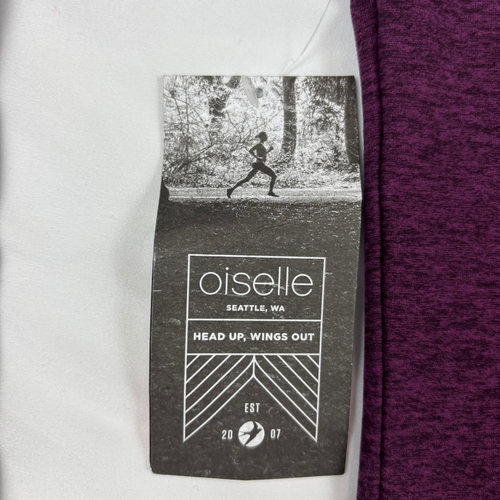 oiselle
SEATTLE, WA
HEAD UP, WINGS OUT
EST
20 07